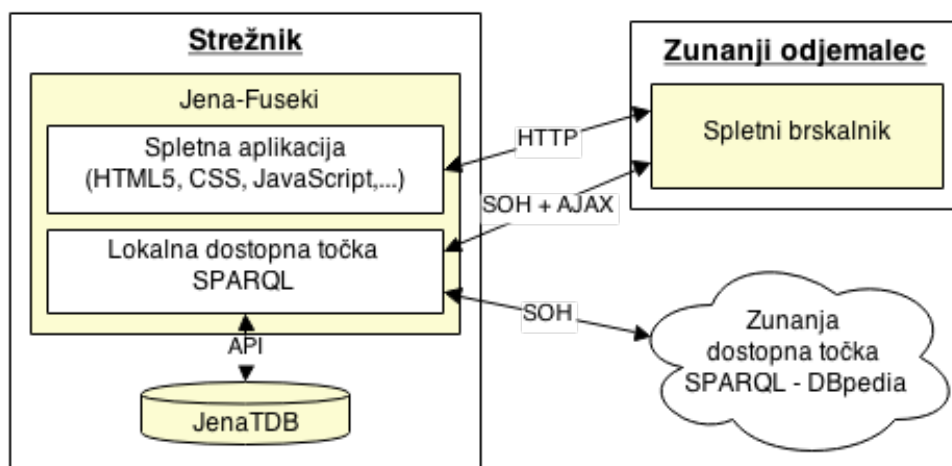 Strežnik
Jena-Fuseki
Spletna aplikacija
(HTML5, CSS, JavaScript,...)
Lokalna dostopna točka
SPARQL
API
JenaTDB
HTTP
SOH + AJAX
SOH
Zunanji odjemalec
Spletni brskalnik
Zunanja
dostopna točka
SPARQL - DBpedia